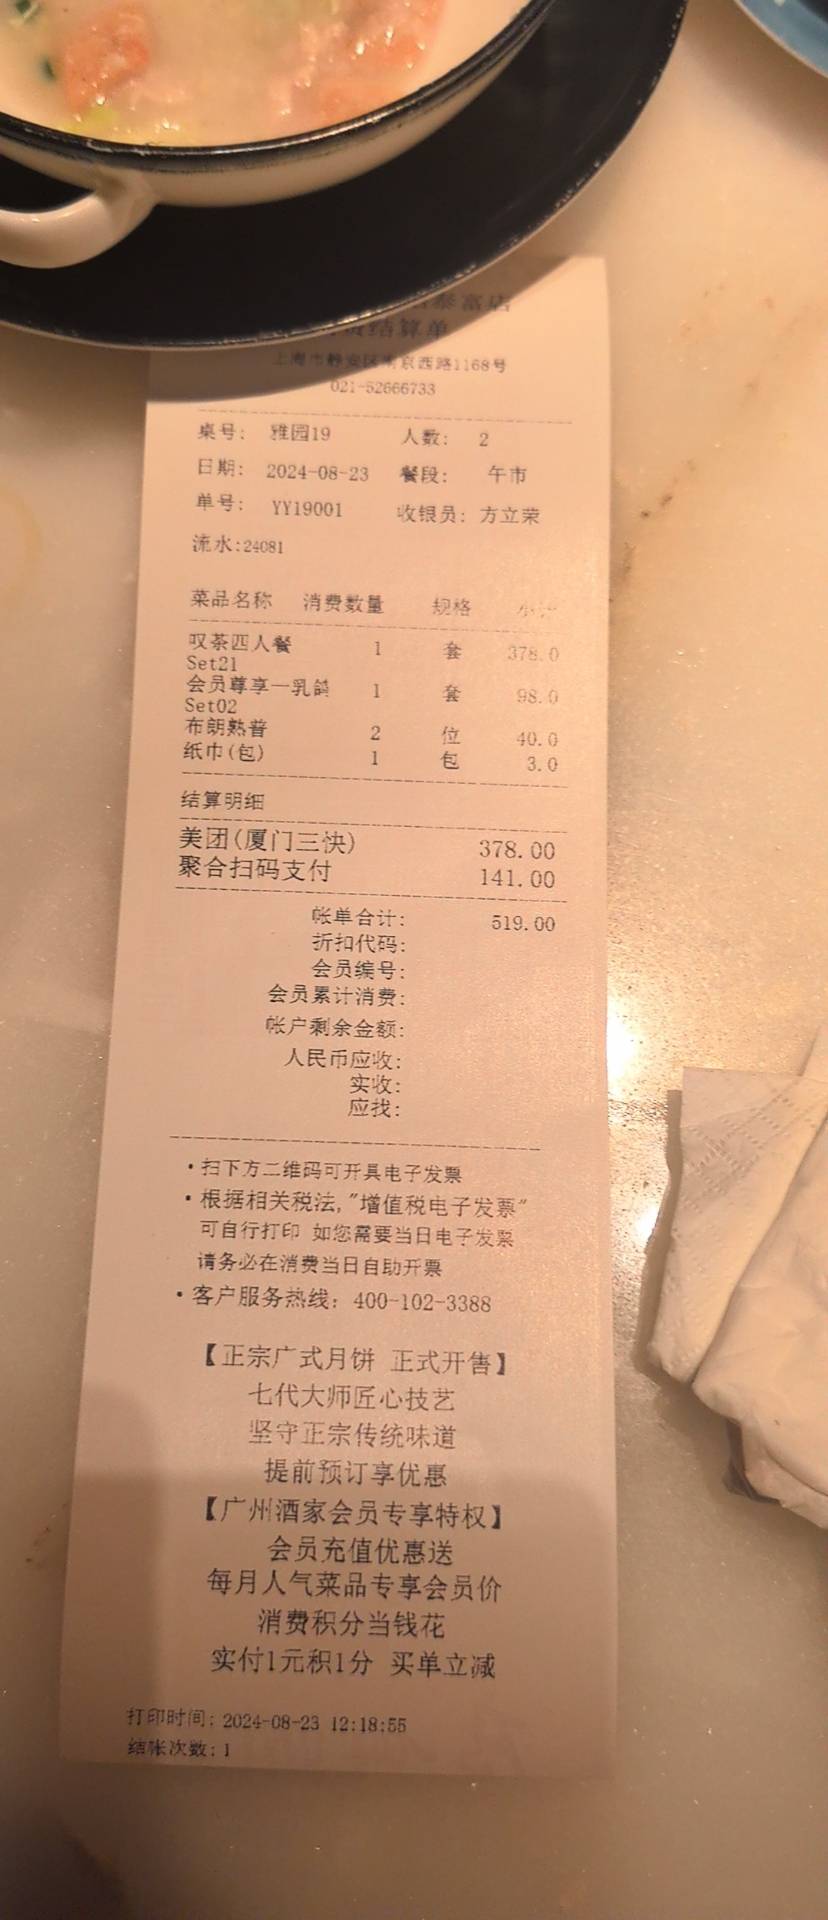 泰富店
结算单
上海市静安区南京西路1168号
021-52666733
桌号: 雅园19 人数: 2
日期: 2024-08-23 餐段: 午市
单号: YY19001 收银员: 方立荣
流水:24081
菜品名称 消费数量 规格
叹茶四人餐 1 套 378.0
Set21
会员尊享一乳鸽 1 套 98.0
Set02
布朗熟普 2 位 40.0
纸巾(包) 1 包 3.0
结算明细
美团(厦门三快) 378.00
聚合扫码支付 141.00
帐单合计: 519.00
折扣代码:
会员编号:
会员累计消费:
帐户剩余金额:
人民币应收:
实收:
应找:
•扫下方二维码可开具电子发票
•根据相关税法,"增值税电子发票"
可自行打印 如您需要当日电子发票
请务必在消费当日自助开票
•客户服务热线: 400-102-3388
【正宗广式月饼 正式开售】
七代大师匠心技艺
坚守正宗传统味道
提前预订享优惠
【广州酒家会员专享特权】
会员充值优惠送
每月人气菜品专享会员价
消费积分当钱花
实付1元积1分 买单立减
打印时间: 2024-08-23 12:18:55
结帐次数: 1